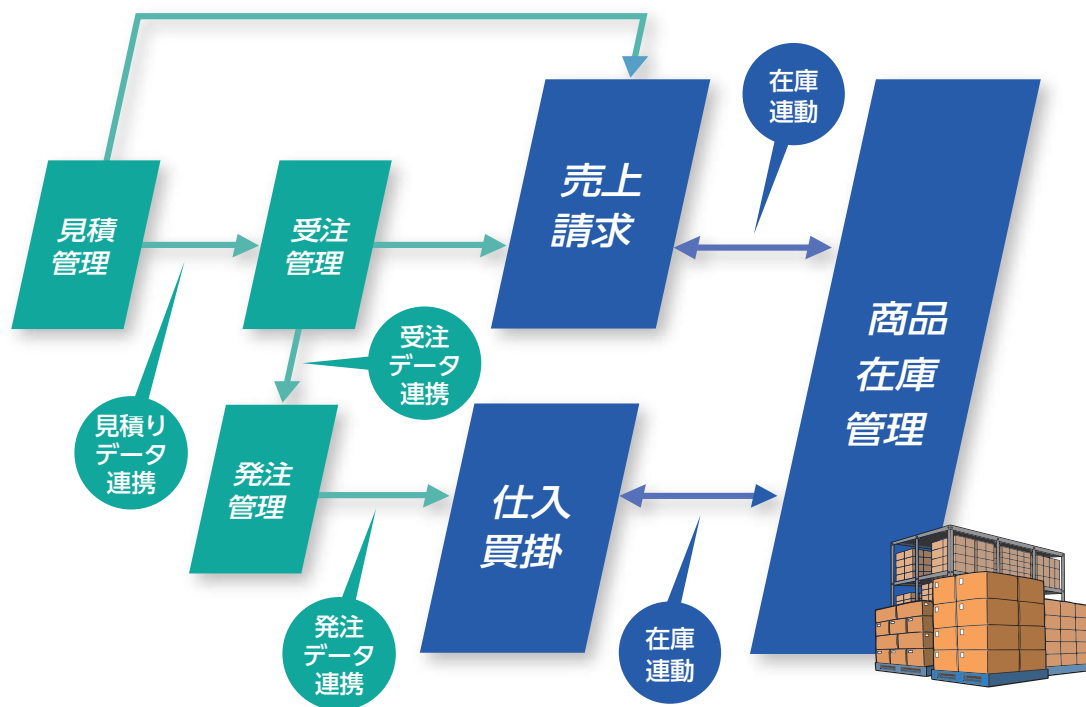 在庫
連動
売上
請求
見積
管理
受注
管理
商品
在庫
管理
受注
データ
連携
見積り
データ
連携
発注
管理
仕入
買掛
発注
データ
連携
在庫
連動